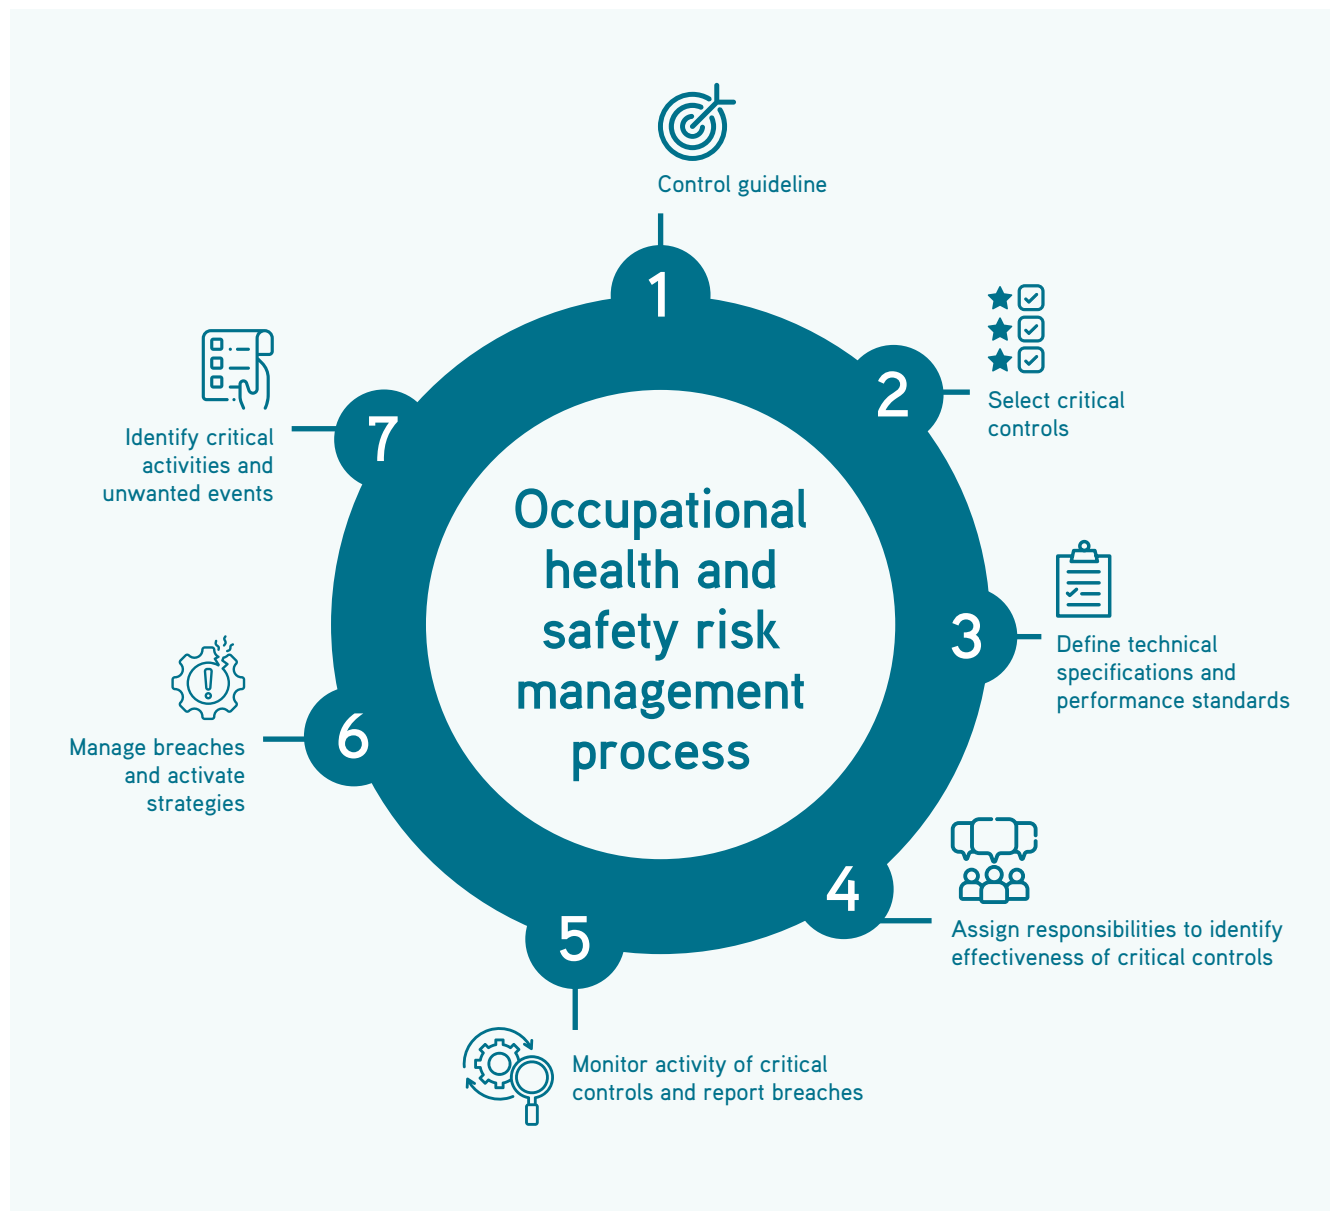 Control guideline
1
2
Select critical
controls
3
Define technical
specifications and
performance standards
4
Assign responsibilities to identify
effectiveness of critical controls
5
Monitor activity of critical
controls and report breaches
6
Manage breaches
and activate
strategies
7
Identify critical
activities and
unwanted events
Occupational
health and
safety risk
management
process